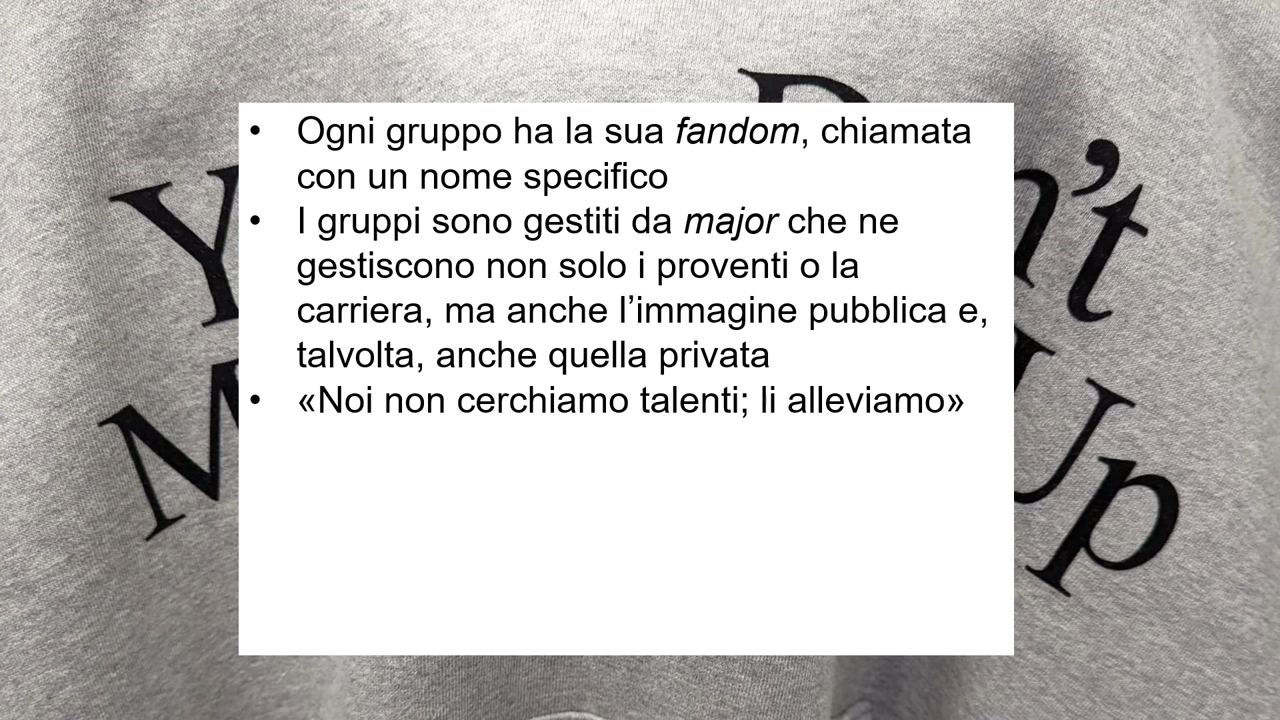 • Ogni gruppo ha la sua fandom, chiamata
con un nome specifico
• I gruppi sono gestiti da major che ne
gestiscono non solo i proventi o la
carriera, ma anche l’immagine pubblica e,
talvolta, anche quella privata
• «Noi non cerchiamo talenti; li alleviamo»
Up